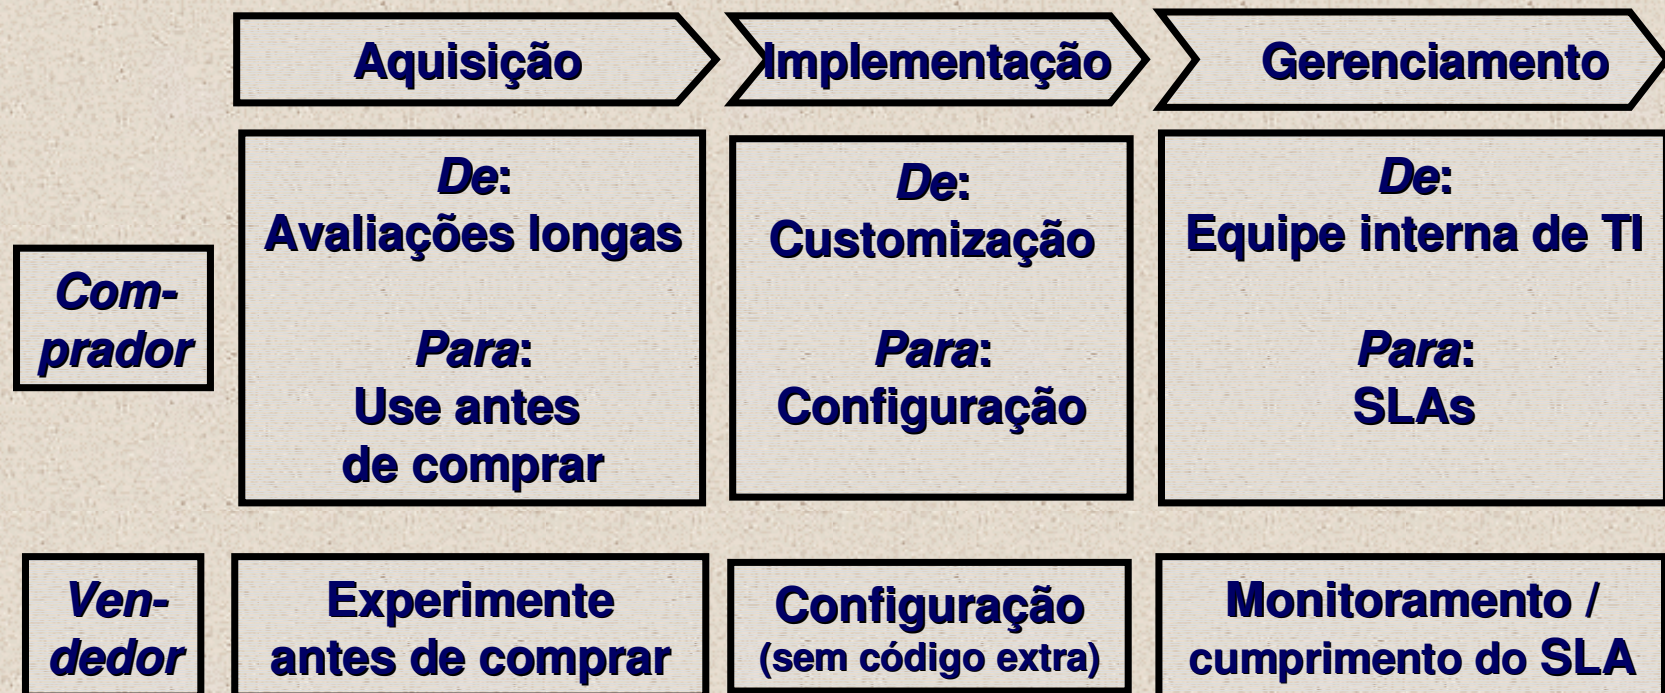 Aquisição
Implementação
Gerenciamento
Com-
prador
De:
Avaliações longas
Para:
Use antes
de comprar
De:
Customização
Para:
Configuração
De:
Equipe interna de TI
Para:
SLAs
Ven-
dedor
Experimente
antes de comprar
Configuração
(sem código extra)
Monitoramento /
cumprimento do SLA